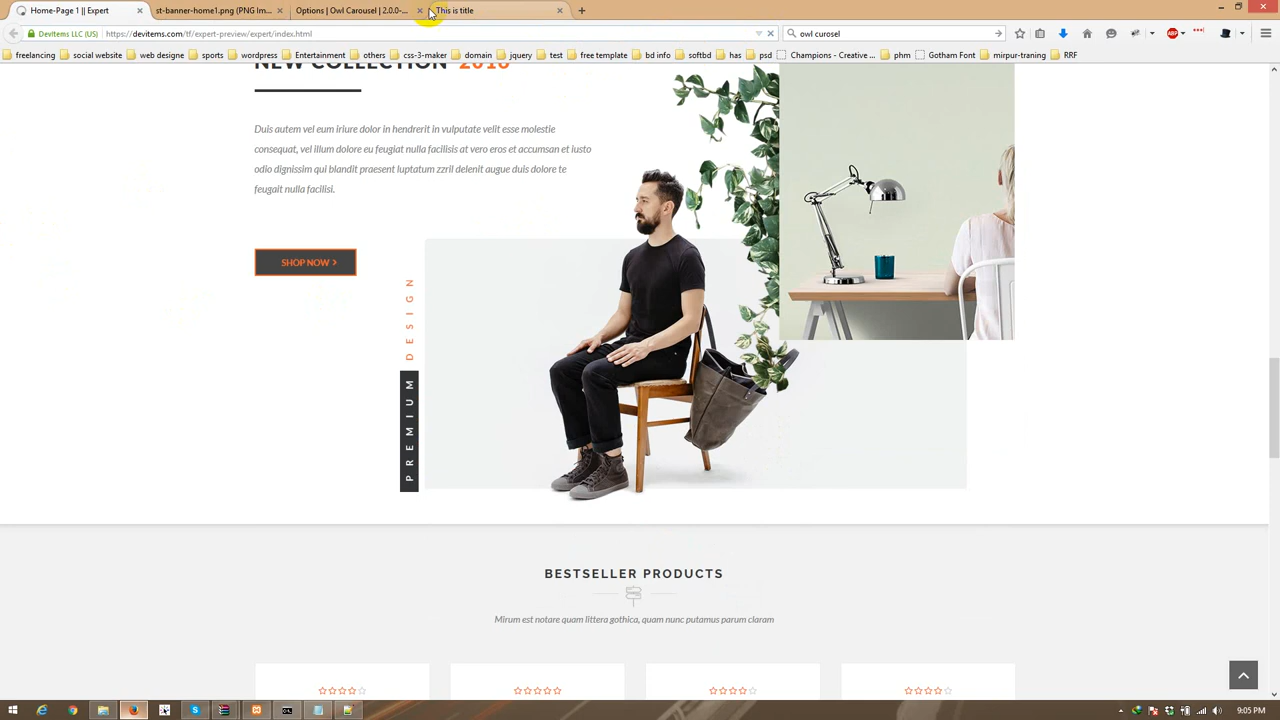 Home-Page 1 || Expert
st-banner-home1.png (PNG Im...
Options | Owl Carousel | 2.0.0-...
This is title
DevItems LLC (US)
https://devitems.com/tf/expert-preview/expert/index.html
owl curosel
freelancing
social website
web designe
sports
wordpress
Entertainment
others
css-3-maker
domain
jquery
test
free template
bd info
softbd
has
psd
Champions - Creative ...
phm
Gotham Font
mirpur-traning
RRF
NEW COLLECTION 2016
Duis autem vel eum iriure dolor in hendrerit in vulputate velit esse molestie
consequat, vel illum dolore eu feugiat nulla facilisis at vero eros et accumsan et iusto
odio dignissim qui blandit praesent luptatum zzril delenit augue duis dolore te
feugait nulla facilisi.
SHOP NOW >
PREMIUM DESIGN
BESTSELLER PRODUCTS
Mirum est notare quam littera gothica, quam nunc putamus parum claram
9:05 PM